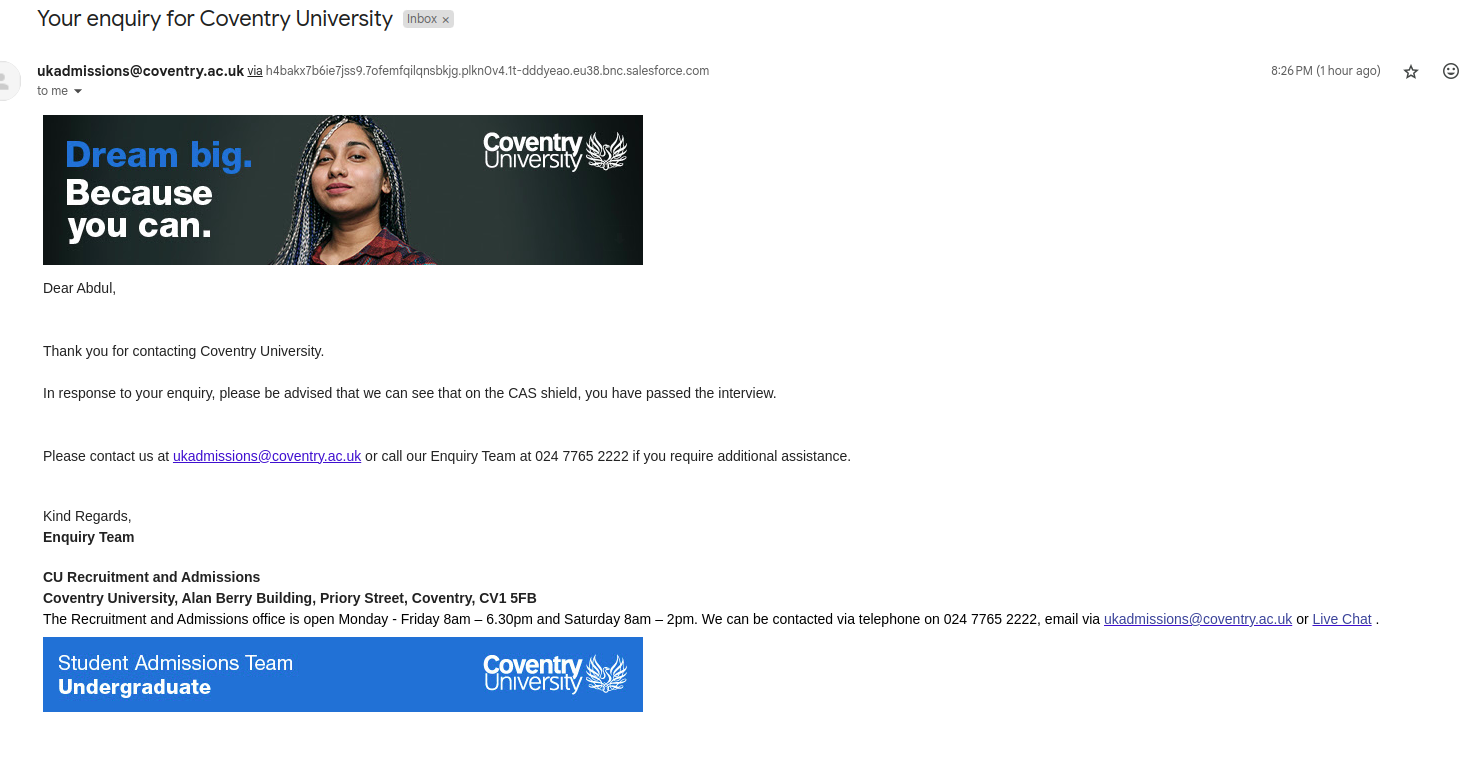 Your enquiry for Coventry University Inbox ×
ukadmissions@coventry.ac.uk via h4bakx7b6ie7jss9.7ofemfqilqnsbkjg.plkn0v4.1t-dddyeao.eu38.bnc.salesforce.com 8:26 PM (1 hour ago)
to me
Dream big.
Because
you can.
Coventry
University
Dear Abdul,
Thank you for contacting Coventry University.
In response to your enquiry, please be advised that we can see that on the CAS shield, you have passed the interview.
Please contact us at ukadmissions@coventry.ac.uk or call our Enquiry Team at 024 7765 2222 if you require additional assistance.
Kind Regards,
Enquiry Team
CU Recruitment and Admissions
Coventry University, Alan Berry Building, Priory Street, Coventry, CV1 5FB
The Recruitment and Admissions office is open Monday - Friday 8am – 6.30pm and Saturday 8am – 2pm. We can be contacted via telephone on 024 7765 2222, email via ukadmissions@coventry.ac.uk or Live Chat .
Student Admissions Team
Undergraduate
Coventry
University